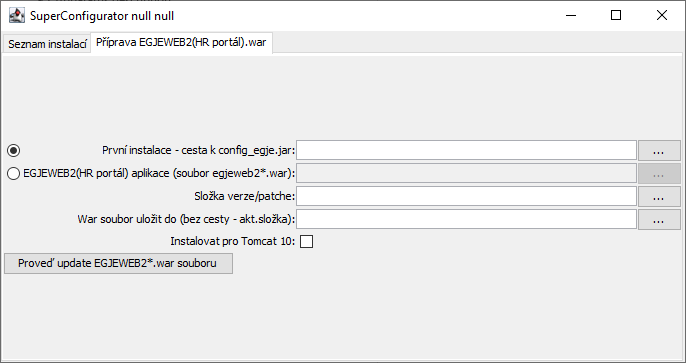 SuperConfigurator null null
Seznam instalací
Příprava EGJEWEB2(HR portál).war
První instalace - cesta k config_egje.jar:
...
EGJEWEB2(HR portál) aplikace (soubor egjeweb2*.war):
...
Složka verze/patche:
...
War soubor uložit do (bez cesty - akt.složka):
...
Instalovat pro Tomcat 10:
Proveď update EGJEWEB2*.war souboru